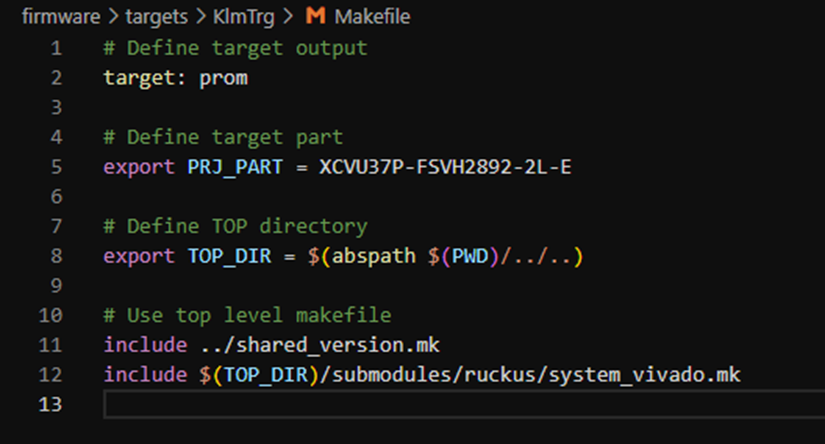 firmware > targets > KlmTrg > M Makefile
1 # Define target output
2 target: prom
3
4 # Define target part
5 export PRJ_PART = XCVU37P-FSVH2892-2L-E
6
7 # Define TOP directory
8 export TOP_DIR = $(abspath $(PWD)/../..)
9
10 # Use top level makefile
11 include ../shared_version.mk
12 include $(TOP_DIR)/submodules/ruckus/system_vivado.mk
13